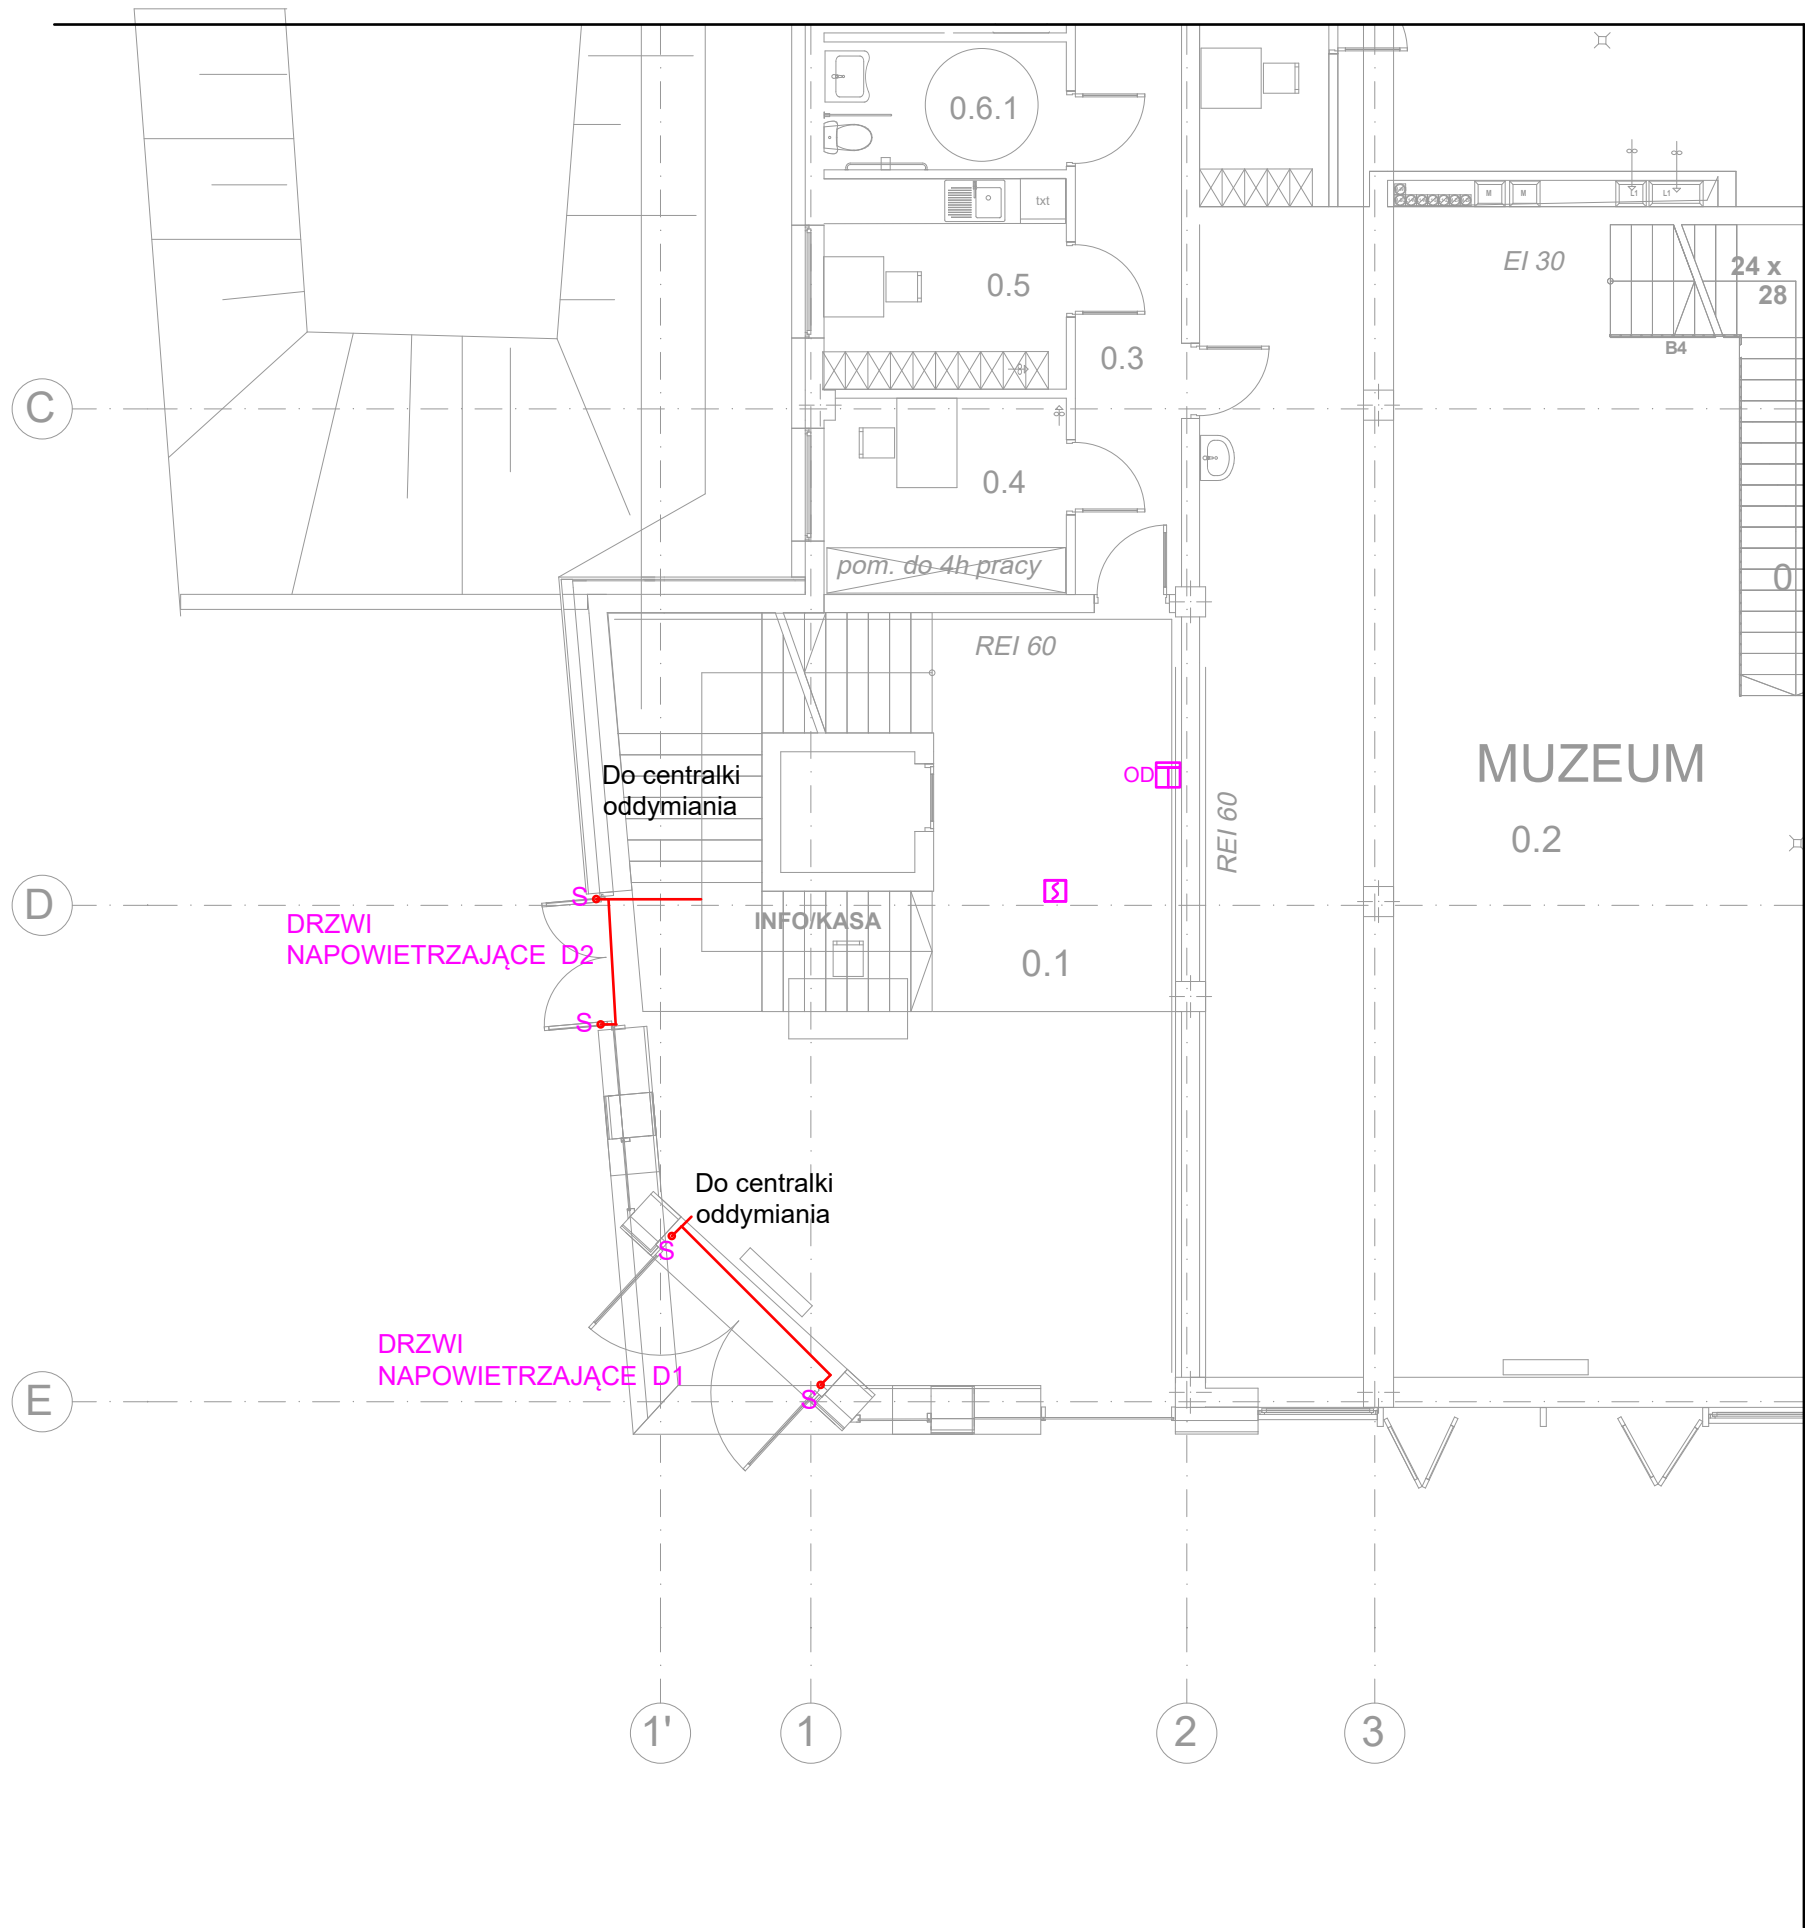 0.6.1
txt
M
M
L1
L1
EI 30
24 x
28
0.5
0.3
B4
C
0.4
pom. do 4h pracy
0
REI 60
MUZEUM
Do centralki
oddymiania
OD
REI 60
0.2
S
D
DRZWI
NAPOWIETRZAJĄCE D2
INFO/KASA
0.1
S
Do centralki
oddymiania
S
DRZWI
NAPOWIETRZAJĄCE D1
E
S
1'
1
2
3